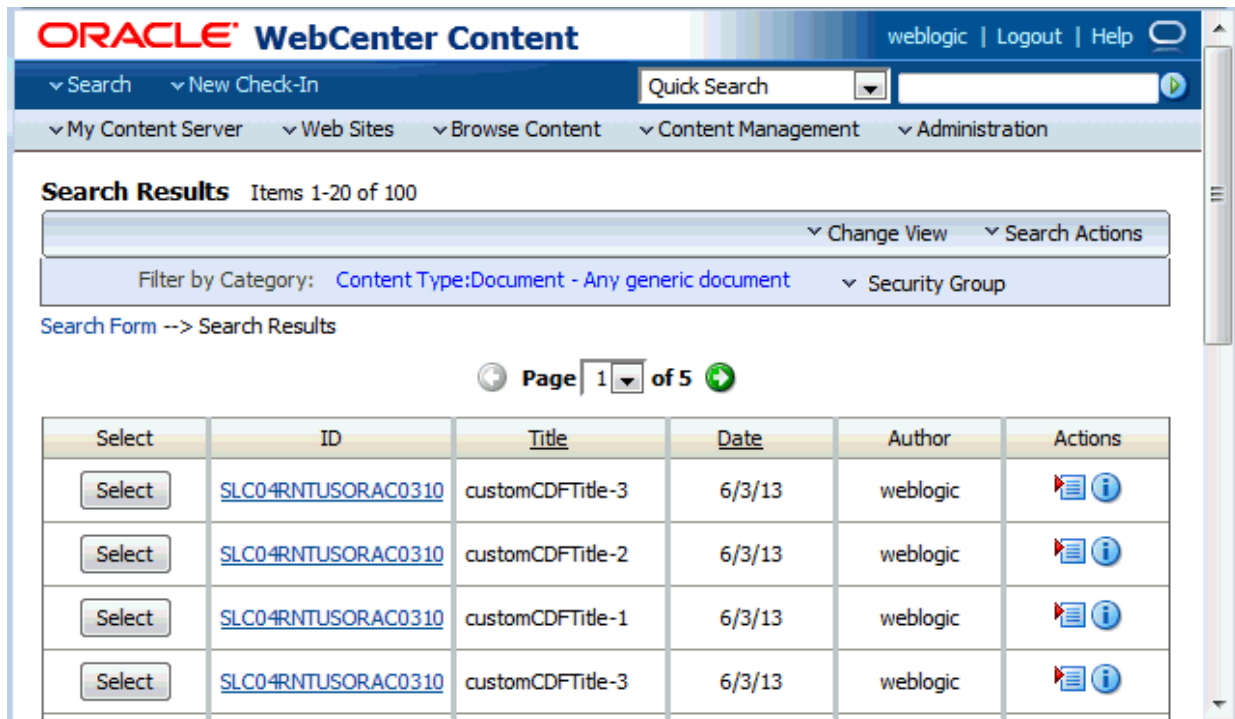 ORACLE WebCenter Content weblogic | Logout | Help
Search New Check-In Quick Search
My Content Server Web Sites Browse Content Content Management Administration
Search Results Items 1-20 of 100
Change View Search Actions
Filter by Category: Content Type:Document - Any generic document Security Group
Search Form --> Search Results
Page 1 of 5
Select ID Title Date Author Actions
Select SLC04RNTUSORAC0310 customCDFTitle-3 6/3/13 weblogic
Select SLC04RNTUSORAC0310 customCDFTitle-2 6/3/13 weblogic
Select SLC04RNTUSORAC0310 customCDFTitle-1 6/3/13 weblogic
Select SLC04RNTUSORAC0310 customCDFTitle-3 6/3/13 weblogic